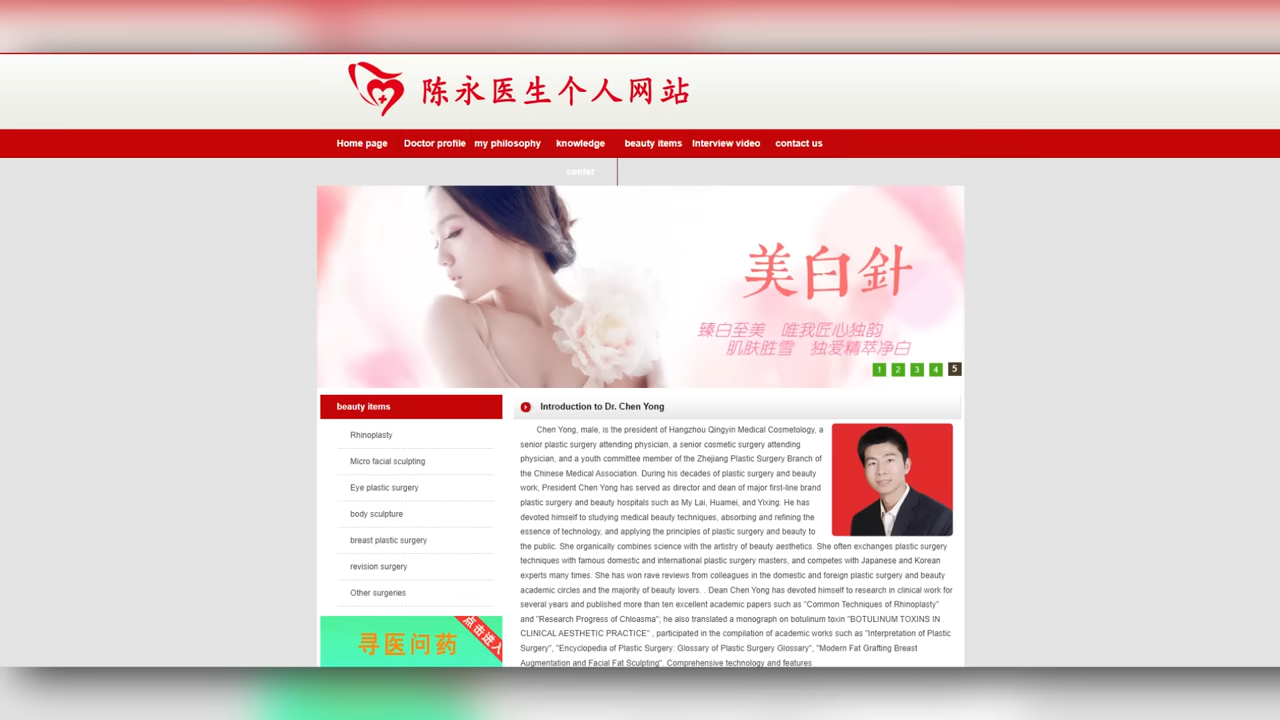 陈永医生个人网站
Home page Doctor profile my philosophy knowledge center beauty items Interview video contact us
美白針
臻白至美 唯我匠心独韵
肌肤胜雪 独爱精萃净白
1 2 3 4 5
beauty items
Rhinoplasty
Micro facial sculpting
Eye plastic surgery
body sculpture
breast plastic surgery
revision surgery
Other surgeries
点击进入
寻医问药
Introduction to Dr. Chen Yong
Chen Yong, male, is the president of Hangzhou Qingyin Medical Cosmetology, a
senior plastic surgery attending physician, a senior cosmetic surgery attending
physician, and a youth committee member of the Zhejiang Plastic Surgery Branch of
the Chinese Medical Association. During his decades of plastic surgery and beauty
work, President Chen Yong has served as director and dean of major first-line brand
plastic surgery and beauty hospitals such as My Lai, Huamei, and Yixing. He has
devoted himself to studying medical beauty techniques, absorbing and refining the
essence of technology, and applying the principles of plastic surgery and beauty to
the public. She organically combines science with the artistry of beauty aesthetics. She often exchanges plastic surgery
techniques with famous domestic and international plastic surgery masters, and competes with Japanese and Korean
experts many times. She has won rave reviews from colleagues in the domestic and foreign plastic surgery and beauty
academic circles and the majority of beauty lovers. . Dean Chen Yong has devoted himself to research in clinical work for
several years and published more than ten excellent academic papers such as "Common Techniques of Rhinoplasty"
and "Research Progress of Chloasma"; he also translated a monograph on botulinum toxin "BOTULINUM TOXINS IN
CLINICAL AESTHETIC PRACTICE" , participated in the compilation of academic works such as "Interpretation of Plastic
Surgery", "Encyclopedia of Plastic Surgery: Glossary of Plastic Surgery Glossary", "Modern Fat Grafting Breast
Augmentation and Facial Fat Sculpting". Comprehensive technology and features